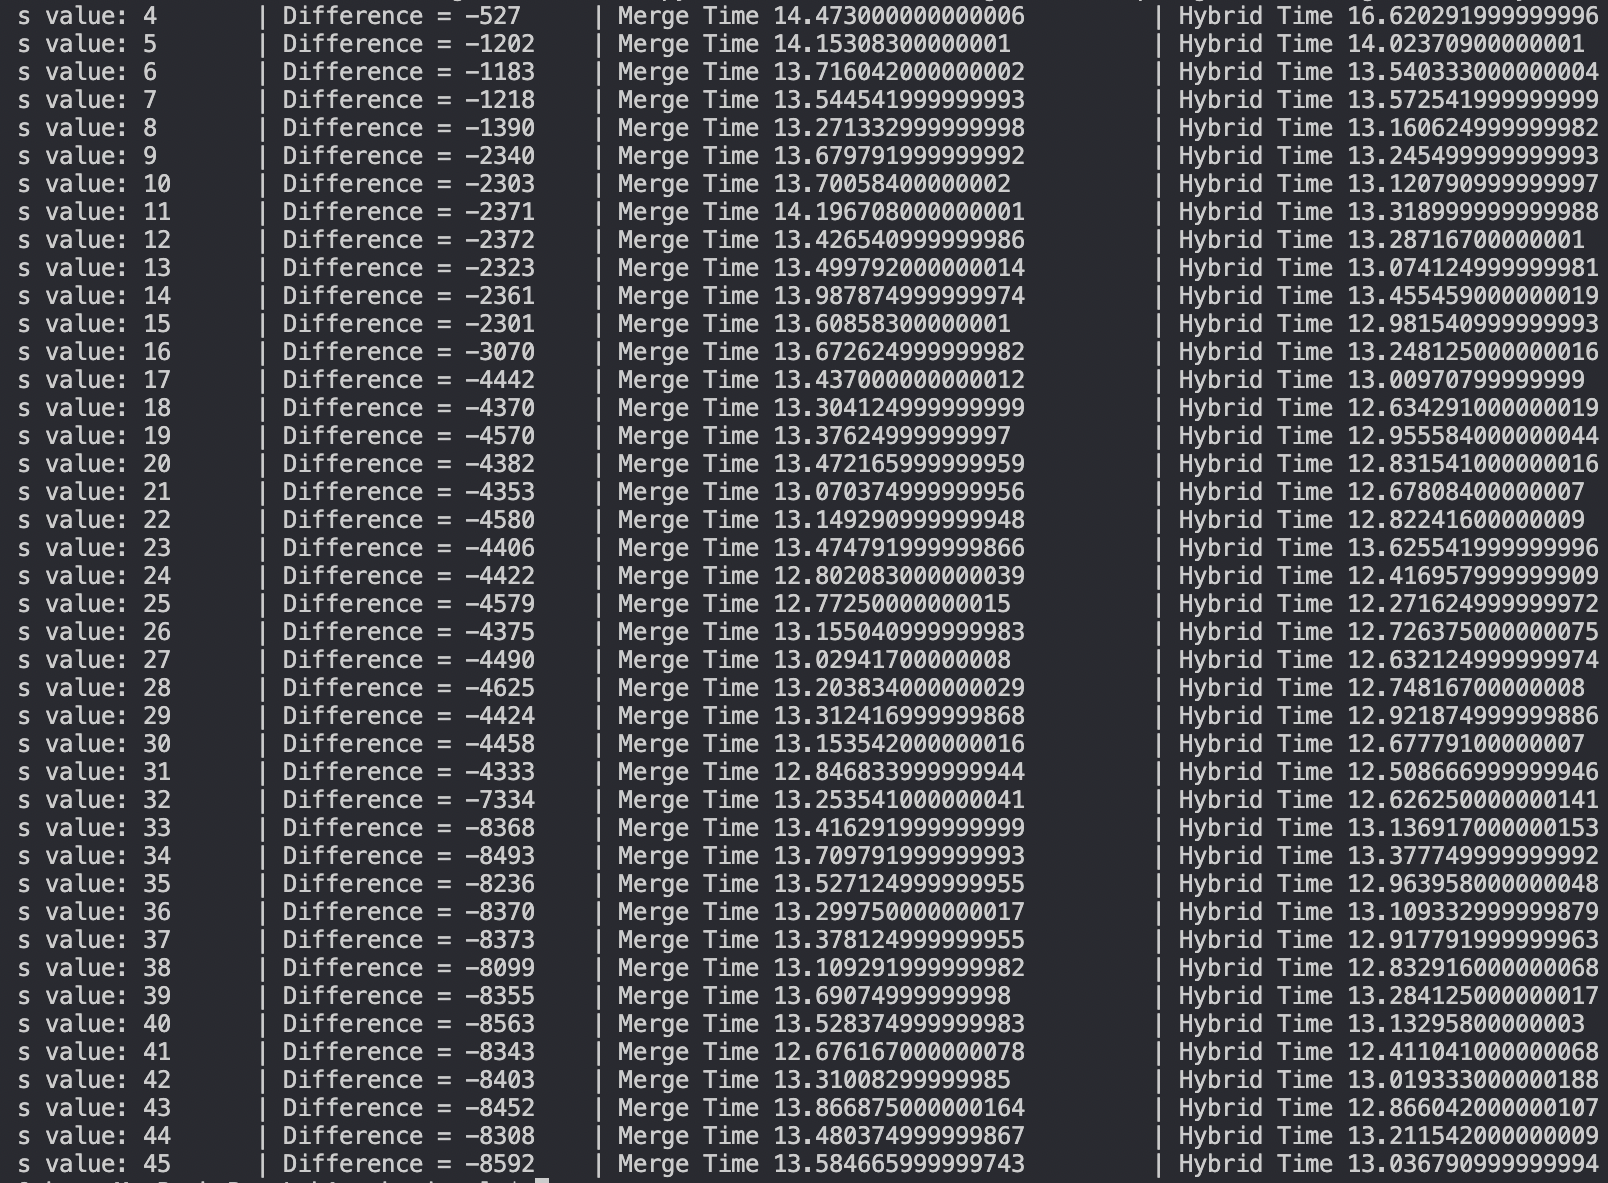 s value: 4 | Difference = -527 | Merge Time 14.473000000000006 | Hybrid Time 16.620291999999996
s value: 5 | Difference = -1202 | Merge Time 14.15308300000001 | Hybrid Time 14.02370900000001
s value: 6 | Difference = -1183 | Merge Time 13.716042000000002 | Hybrid Time 13.540333000000004
s value: 7 | Difference = -1218 | Merge Time 13.544541999999993 | Hybrid Time 13.572541999999999
s value: 8 | Difference = -1390 | Merge Time 13.271332999999998 | Hybrid Time 13.160624999999982
s value: 9 | Difference = -2340 | Merge Time 13.679791999999992 | Hybrid Time 13.245499999999993
s value: 10 | Difference = -2303 | Merge Time 13.70058400000002 | Hybrid Time 13.120790999999997
s value: 11 | Difference = -2371 | Merge Time 14.196708000000001 | Hybrid Time 13.318999999999988
s value: 12 | Difference = -2372 | Merge Time 13.426540999999986 | Hybrid Time 13.28716700000001
s value: 13 | Difference = -2323 | Merge Time 13.499792000000014 | Hybrid Time 13.074124999999981
s value: 14 | Difference = -2361 | Merge Time 13.987874999999974 | Hybrid Time 13.455459000000019
s value: 15 | Difference = -2301 | Merge Time 13.60858300000001 | Hybrid Time 12.981540999999993
s value: 16 | Difference = -3070 | Merge Time 13.672624999999982 | Hybrid Time 13.248125000000016
s value: 17 | Difference = -4442 | Merge Time 13.437000000000012 | Hybrid Time 13.00970799999999
s value: 18 | Difference = -4370 | Merge Time 13.304124999999999 | Hybrid Time 12.634291000000019
s value: 19 | Difference = -4570 | Merge Time 13.37624999999997 | Hybrid Time 12.955584000000044
s value: 20 | Difference = -4382 | Merge Time 13.472165999999959 | Hybrid Time 12.831541000000016
s value: 21 | Difference = -4353 | Merge Time 13.070374999999956 | Hybrid Time 12.67808400000007
s value: 22 | Difference = -4580 | Merge Time 13.149290999999948 | Hybrid Time 12.82241600000009
s value: 23 | Difference = -4406 | Merge Time 13.474791999999866 | Hybrid Time 13.625541999999996
s value: 24 | Difference = -4422 | Merge Time 12.802083000000039 | Hybrid Time 12.416957999999909
s value: 25 | Difference = -4579 | Merge Time 12.77250000000015 | Hybrid Time 12.271624999999972
s value: 26 | Difference = -4375 | Merge Time 13.155040999999983 | Hybrid Time 12.726375000000075
s value: 27 | Difference = -4490 | Merge Time 13.02941700000008 | Hybrid Time 12.632124999999974
s value: 28 | Difference = -4625 | Merge Time 13.203834000000029 | Hybrid Time 12.74816700000008
s value: 29 | Difference = -4424 | Merge Time 13.312416999999868 | Hybrid Time 12.921874999999886
s value: 30 | Difference = -4458 | Merge Time 13.153542000000016 | Hybrid Time 12.67779100000007
s value: 31 | Difference = -4333 | Merge Time 12.846833999999944 | Hybrid Time 12.508666999999946
s value: 32 | Difference = -7334 | Merge Time 13.253541000000041 | Hybrid Time 12.626250000000141
s value: 33 | Difference = -8368 | Merge Time 13.416291999999999 | Hybrid Time 13.136917000000153
s value: 34 | Difference = -8493 | Merge Time 13.709791999999993 | Hybrid Time 13.377749999999992
s value: 35 | Difference = -8236 | Merge Time 13.527124999999955 | Hybrid Time 12.963958000000048
s value: 36 | Difference = -8370 | Merge Time 13.299750000000017 | Hybrid Time 13.109332999999879
s value: 37 | Difference = -8373 | Merge Time 13.378124999999955 | Hybrid Time 12.917791999999963
s value: 38 | Difference = -8099 | Merge Time 13.109291999999982 | Hybrid Time 12.832916000000068
s value: 39 | Difference = -8355 | Merge Time 13.69074999999998 | Hybrid Time 13.284125000000017
s value: 40 | Difference = -8563 | Merge Time 13.528374999999983 | Hybrid Time 13.13295800000003
s value: 41 | Difference = -8343 | Merge Time 12.676167000000078 | Hybrid Time 12.411041000000068
s value: 42 | Difference = -8403 | Merge Time 13.31008299999985 | Hybrid Time 13.019333000000188
s value: 43 | Difference = -8452 | Merge Time 13.866875000000164 | Hybrid Time 12.866042000000107
s value: 44 | Difference = -8308 | Merge Time 13.480374999999867 | Hybrid Time 13.211542000000009
s value: 45 | Difference = -8592 | Merge Time 13.584665999999743 | Hybrid Time 13.036790999999994